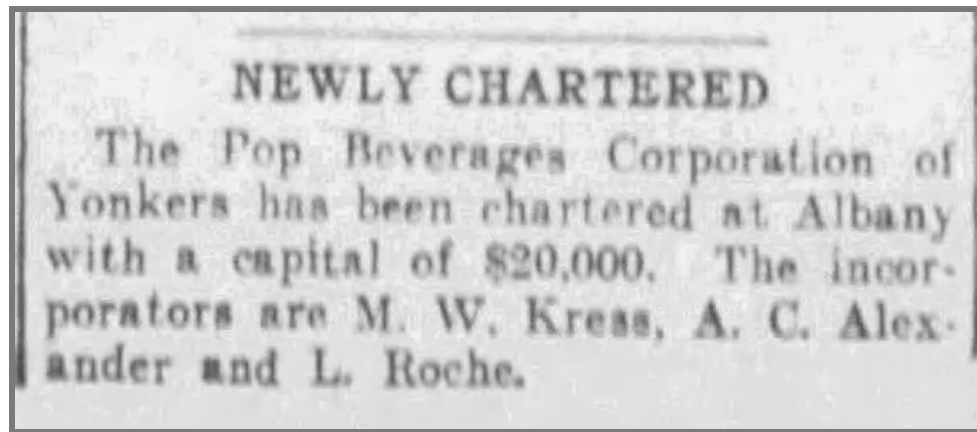 NEWLY CHARTERED
The Pop Beverages Corporation of
Yonkers has been chartered at Albany
with a capital of $20,000. The incor-
porators are M. W. Kress, A. C. Alex-
ander and L. Roche.